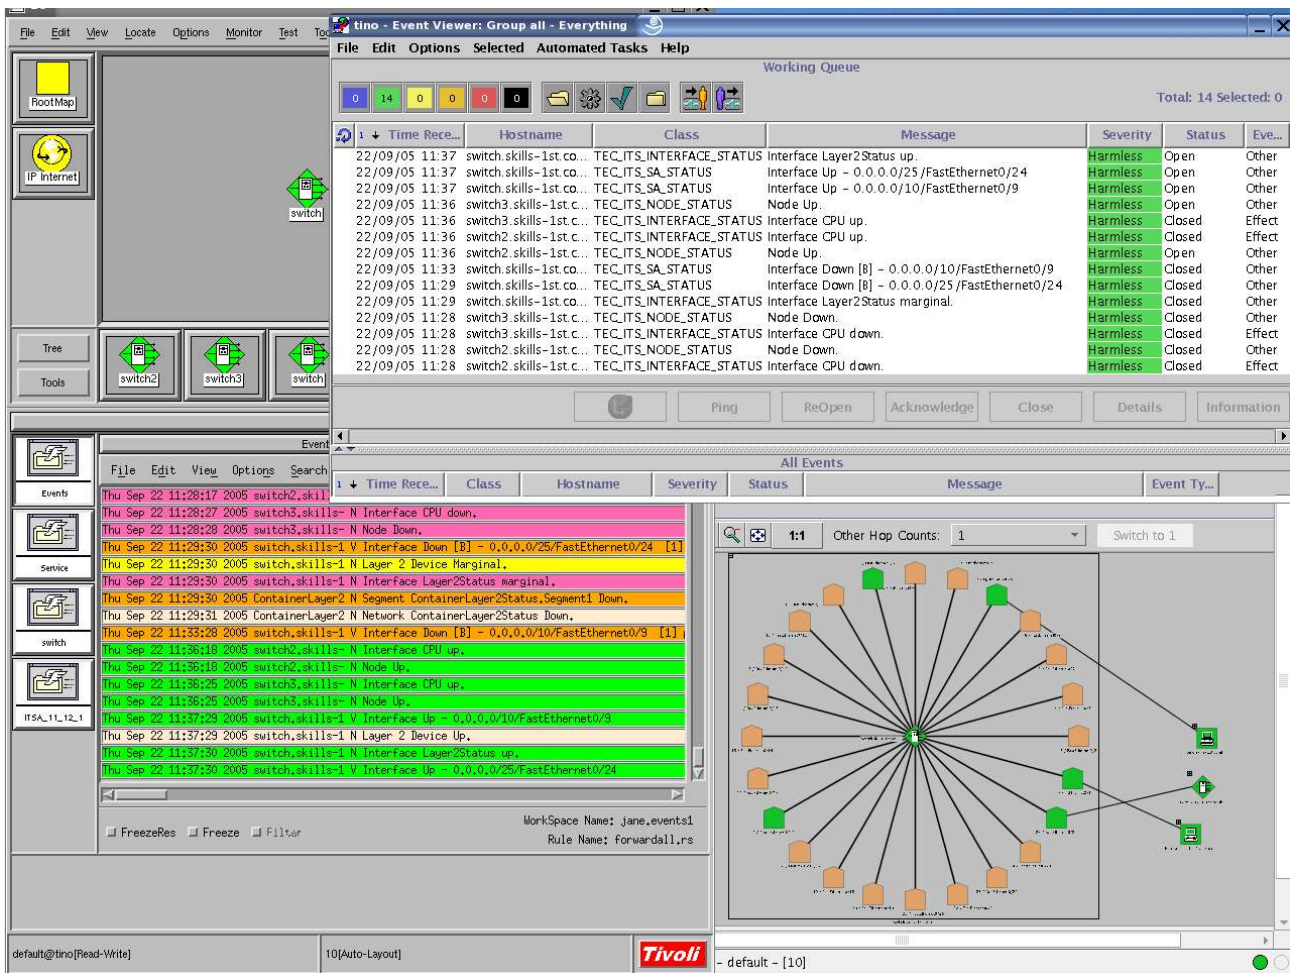 File Edit View Locate Options Monitor Test
RootMap
IP Internet
switch
Tree
Tools
switch2
switch3
switch
tino - Event Viewer: Group all - Everything
File Edit Options Selected Automated Tasks Help
Working Queue
0 14 0 0 0 0
Total: 14 Selected: 0
1 Time Rece... Hostname Class Message Severity Status Eve...
22/09/05 11:37 switch.skills-1st.co... TEC_ITS_INTERFACE_STATUS Interface Layer2Status up. Harmless Open Other
22/09/05 11:37 switch.skills-1st.co... TEC_ITS_SA_STATUS Interface Up - 0.0.0.0/25/FastEthernet0/24 Harmless Open Other
22/09/05 11:37 switch.skills-1st.co... TEC_ITS_SA_STATUS Interface Up - 0.0.0.0/10/FastEthernet0/9 Harmless Open Other
22/09/05 11:36 switch3.skills-1st.c... TEC_ITS_NODE_STATUS Node Up. Harmless Open Other
22/09/05 11:36 switch3.skills-1st.c... TEC_ITS_INTERFACE_STATUS Interface CPU up. Harmless Closed Effect
22/09/05 11:36 switch2.skills-1st.c... TEC_ITS_INTERFACE_STATUS Interface CPU up. Harmless Closed Effect
22/09/05 11:36 switch2.skills-1st.c... TEC_ITS_NODE_STATUS Node Up. Harmless Open Other
22/09/05 11:33 switch.skills-1st.co... TEC_ITS_SA_STATUS Interface Down [B] - 0.0.0.0/10/FastEthernet0/9 Harmless Closed Other
22/09/05 11:29 switch.skills-1st.co... TEC_ITS_SA_STATUS Interface Down [B] - 0.0.0.0/25/FastEthernet0/24 Harmless Closed Other
22/09/05 11:29 switch.skills-1st.co... TEC_ITS_INTERFACE_STATUS Interface Layer2Status marginal. Harmless Closed Other
22/09/05 11:28 switch3.skills-1st.c... TEC_ITS_NODE_STATUS Node Down. Harmless Closed Other
22/09/05 11:28 switch3.skills-1st.c... TEC_ITS_INTERFACE_STATUS Interface CPU down. Harmless Closed Effect
22/09/05 11:28 switch2.skills-1st.c... TEC_ITS_NODE_STATUS Node Down. Harmless Closed Other
22/09/05 11:28 switch2.skills-1st.c... TEC_ITS_INTERFACE_STATUS Interface CPU down. Harmless Closed Effect
Ping ReOpen Acknowledge Close Details Information
All Events
1 Time Rece... Class Hostname Severity Status Message Event Ty...
Events
Service
switch
ITSA_11_12_1
Event
File Edit View Options Search
Thu Sep 22 11:28:17 2005 switch2.skil
Thu Sep 22 11:28:27 2005 switch3.skills- N Interface CPU down.
Thu Sep 22 11:28:28 2005 switch3.skills- N Node Down.
Thu Sep 22 11:29:30 2005 switch.skills-1 V Interface Down [B] - 0.0.0.0/25/FastEthernet0/24 [1]
Thu Sep 22 11:29:30 2005 switch.skills-1 N Layer 2 Device Marginal.
Thu Sep 22 11:29:30 2005 switch.skills-1 N Interface Layer2Status marginal.
Thu Sep 22 11:29:30 2005 ContainerLayer2 N Segment ContainerLayer2Status.Segment1 Down.
Thu Sep 22 11:29:31 2005 ContainerLayer2 N Network ContainerLayer2Status Down.
Thu Sep 22 11:33:28 2005 switch.skills-1 V Interface Down [B] - 0.0.0.0/10/FastEthernet0/9 [1]
Thu Sep 22 11:36:18 2005 switch2.skills- N Interface CPU up.
Thu Sep 22 11:36:18 2005 switch2.skills- N Node Up.
Thu Sep 22 11:36:25 2005 switch3.skills- N Interface CPU up.
Thu Sep 22 11:36:25 2005 switch3.skills- N Node Up.
Thu Sep 22 11:37:29 2005 switch.skills-1 V Interface Up - 0.0.0.0/10/FastEthernet0/9
Thu Sep 22 11:37:29 2005 switch.skills-1 N Layer 2 Device Up.
Thu Sep 22 11:37:30 2005 switch.skills-1 N Interface Layer2Status up.
Thu Sep 22 11:37:30 2005 switch.skills-1 V Interface Up - 0.0.0.0/25/FastEthernet0/24
FreezeRes Freeze Filter
WorkSpace Name: jane.events1
Rule Name: forwardall.rs
1:1 Other Hop Counts: 1 Switch to 1
default@tino[Read-Write] 10[Auto-Layout] Tivoli
- default - [10]